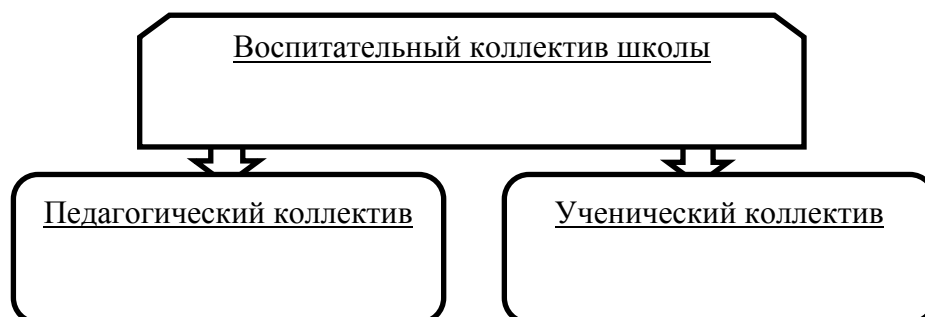 Воспитательный коллектив школы
Педагогический коллектив
Ученический коллектив